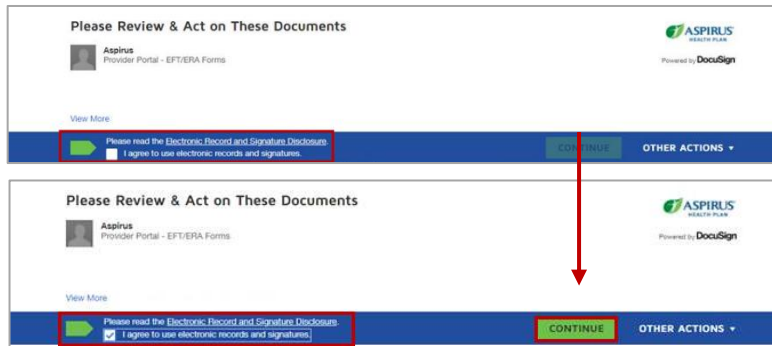 Please Review & Act on These Documents
ASPIRUS
HEALTH PLAN
Aspirus
Provider Portal - EFT/ERA Forms
Powered by DocuSign
View More
Please read the Electronic Record and Signature Disclosure.
I agree to use electronic records and signatures.
CONTINUE
OTHER ACTIONS
Please Review & Act on These Documents
ASPIRUS
HEALTH PLAN
Aspirus
Provider Portal - EFT/ERA Forms
Powered by DocuSign
View More
Please read the Electronic Record and Signature Disclosure.
I agree to use electronic records and signatures.
CONTINUE
OTHER ACTIONS